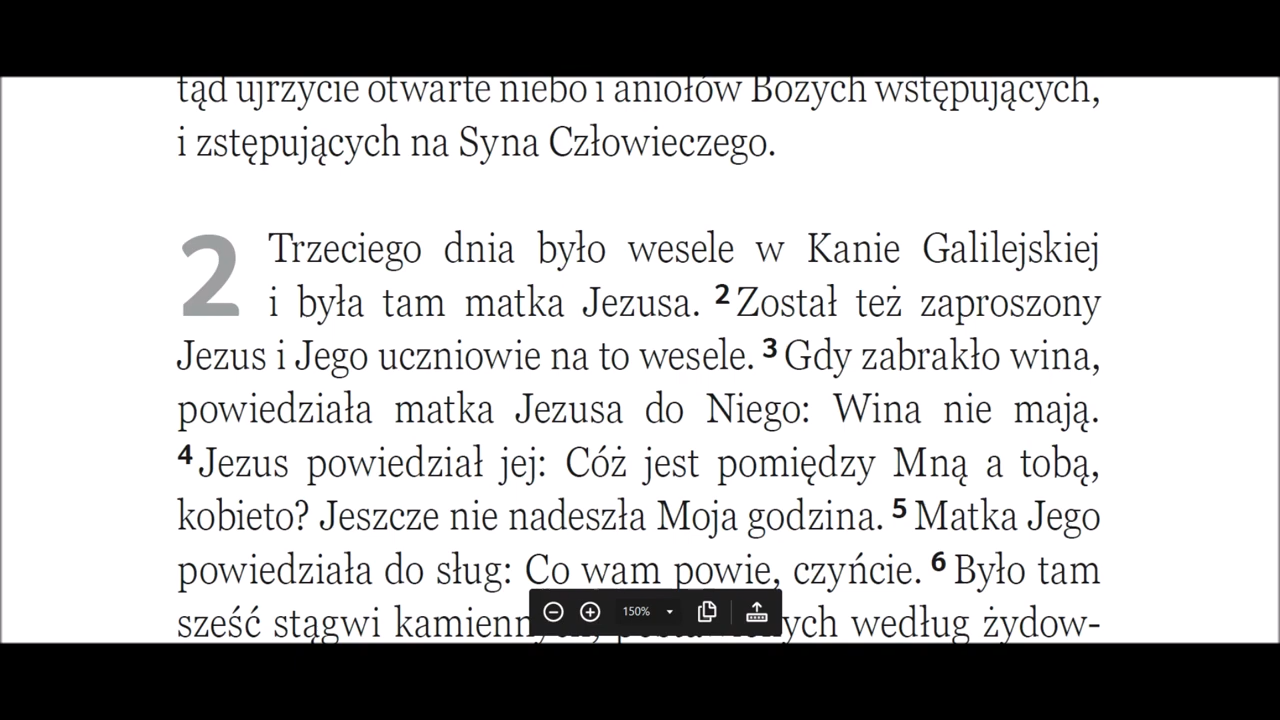 tąd ujrzycie otwarte niebo i aniołów Bożych wstępujących,
i zstępujących na Syna Człowieczego.
2 Trzeciego dnia było wesele w Kanie Galilejskiej
i była tam matka Jezusa. 2 Został też zaproszony
Jezus i Jego uczniowie na to wesele. 3 Gdy zabrakło wina,
powiedziała matka Jezusa do Niego: Wina nie mają.
4 Jezus powiedział jej: Cóż jest pomiędzy Mną a tobą,
kobieto? Jeszcze nie nadeszła Moja godzina. 5 Matka Jego
powiedziała do sług: Co wam powie, czyńcie. 6 Było tam
sześć stągwi kamiennych, według żydow-
150%